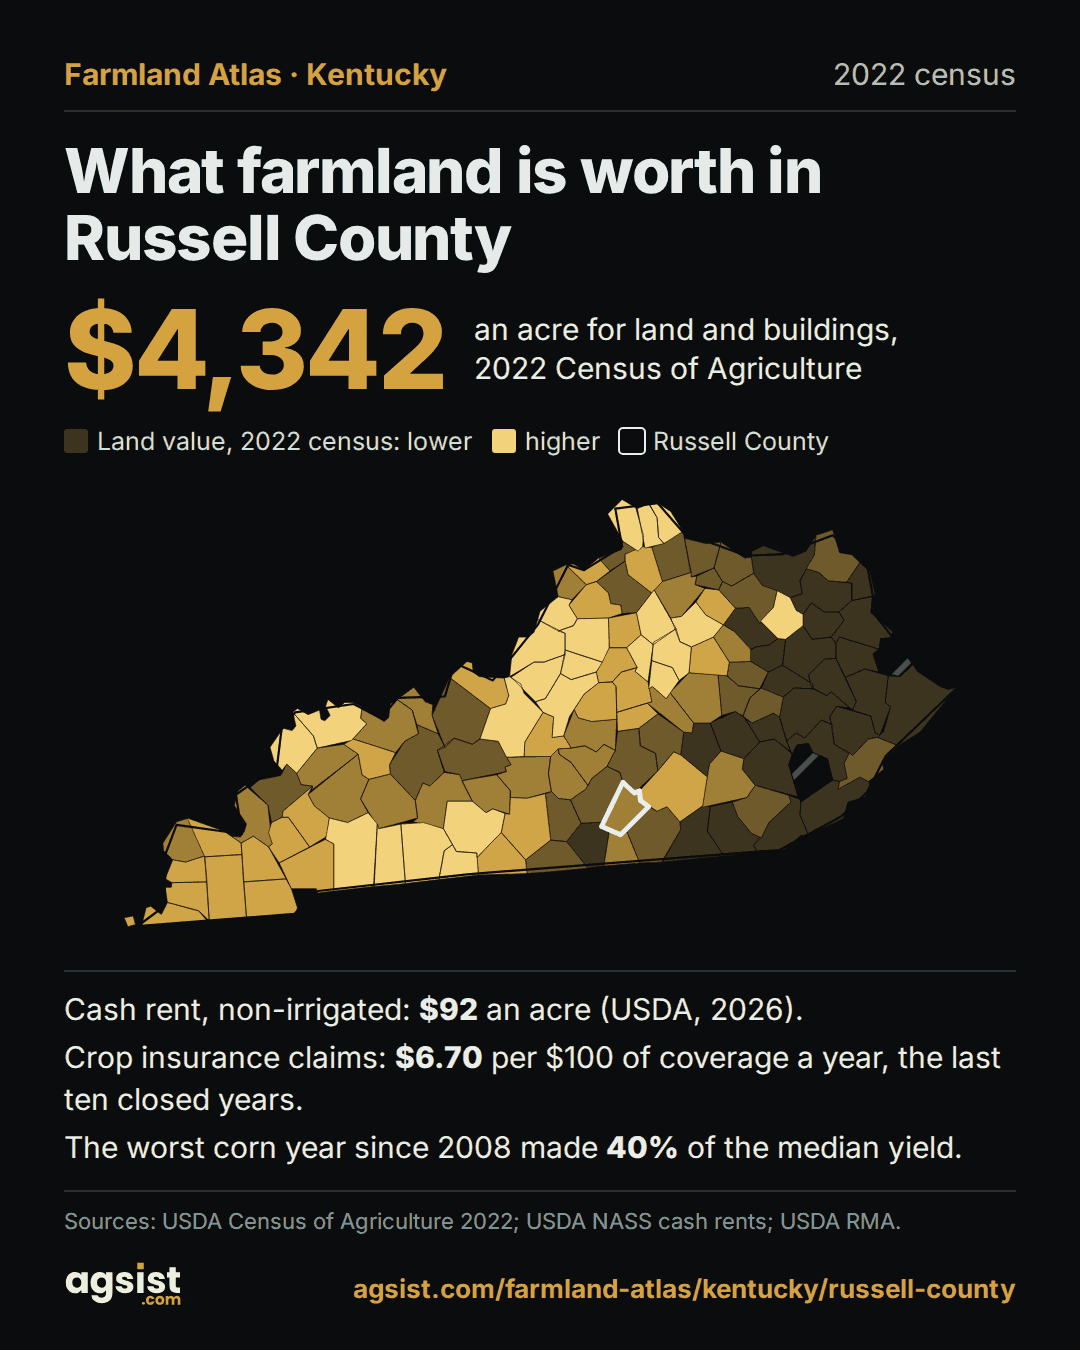 Farmland Atlas · Kentucky
2022 census
What farmland is worth in
Russell County
$4,342
an acre for land and buildings,
2022 Census of Agriculture
Land value, 2022 census: lower
higher
Russell County
Cash rent, non-irrigated: $92 an acre (USDA, 2026).
Crop insurance claims: $6.70 per $100 of coverage a year, the last
ten closed years.
The worst corn year since 2008 made 40% of the median yield.
Sources: USDA Census of Agriculture 2022; USDA NASS cash rents; USDA RMA.
agsist
.com
agsist.com/farmland-atlas/kentucky/russell-county